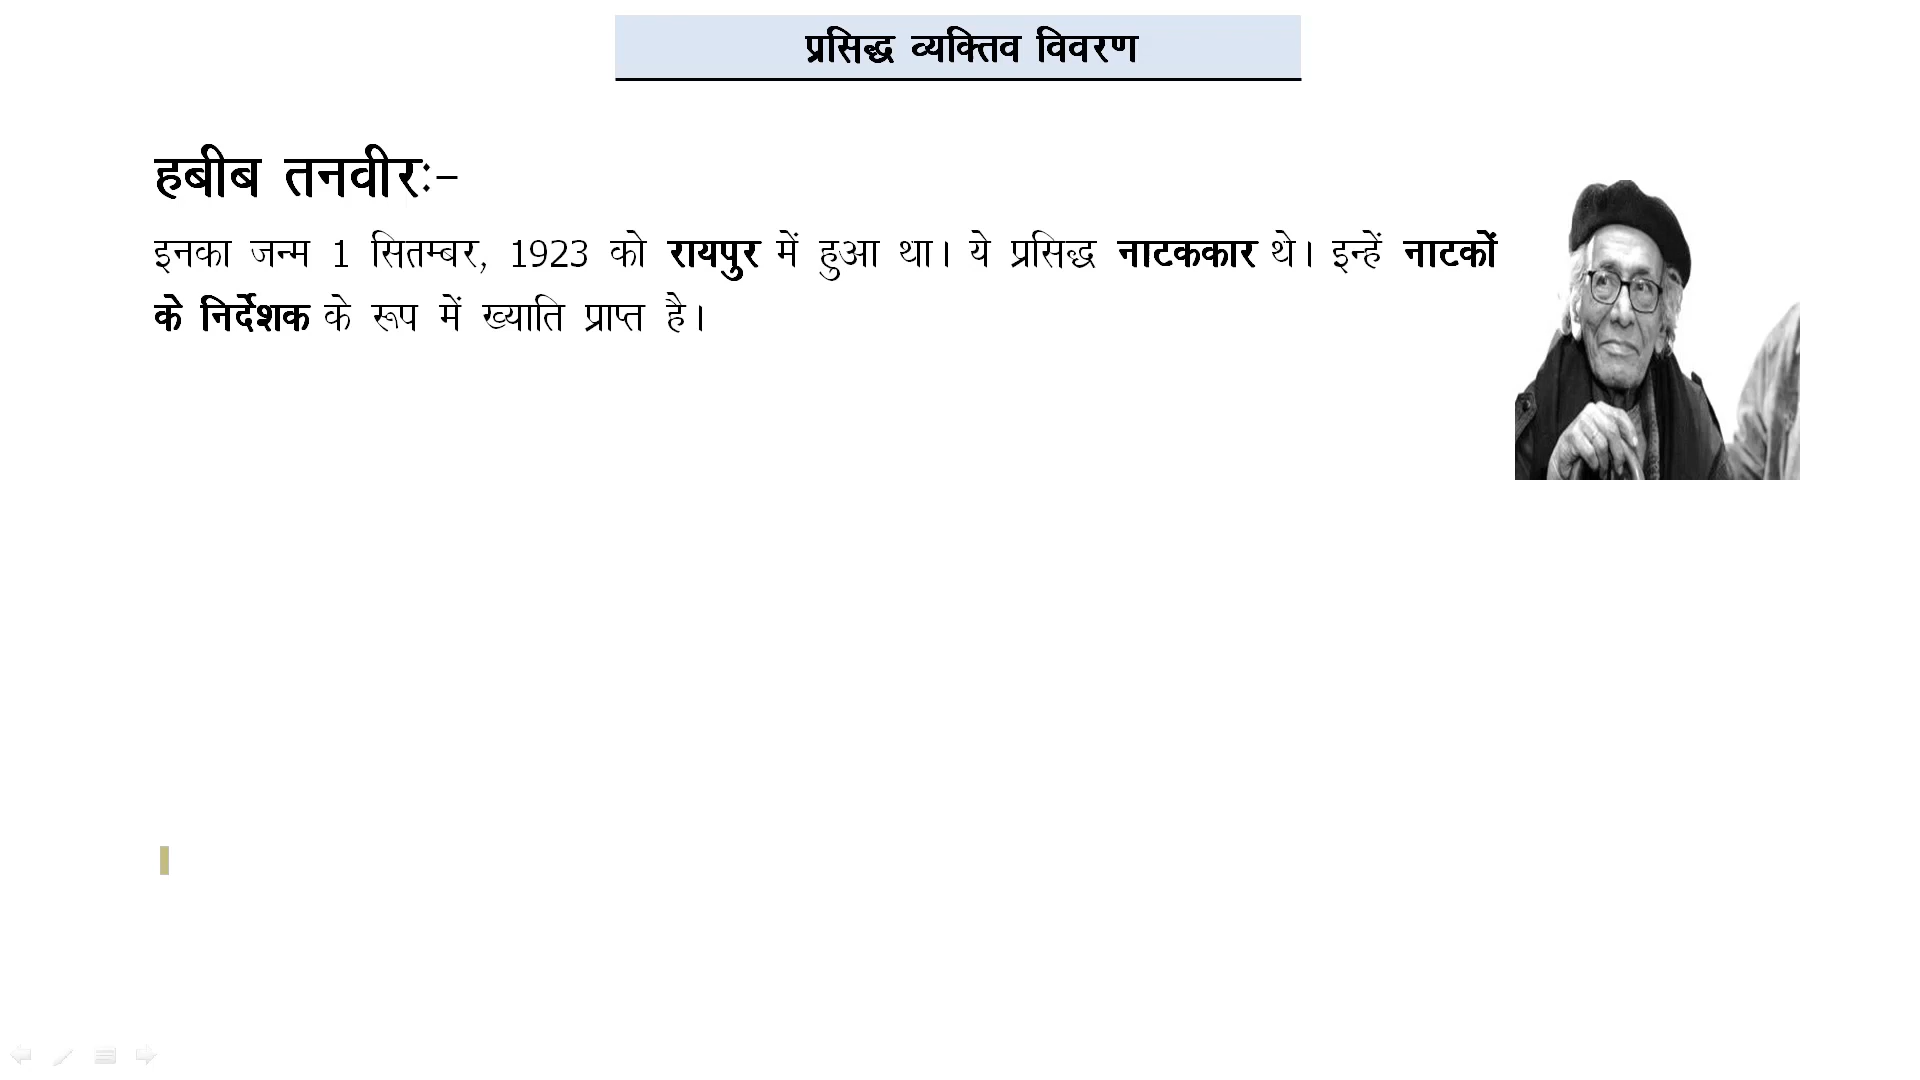 प्रसिद्ध व्यक्तिव विवरण
हबीब तनवीरः-
इनका जन्म 1 सितम्बर, 1923 को रायपुर में हुआ था। ये प्रसिद्ध नाटककार थे। इन्हें नाटकों
के निर्देशक के रूप में ख्याति प्राप्त है।